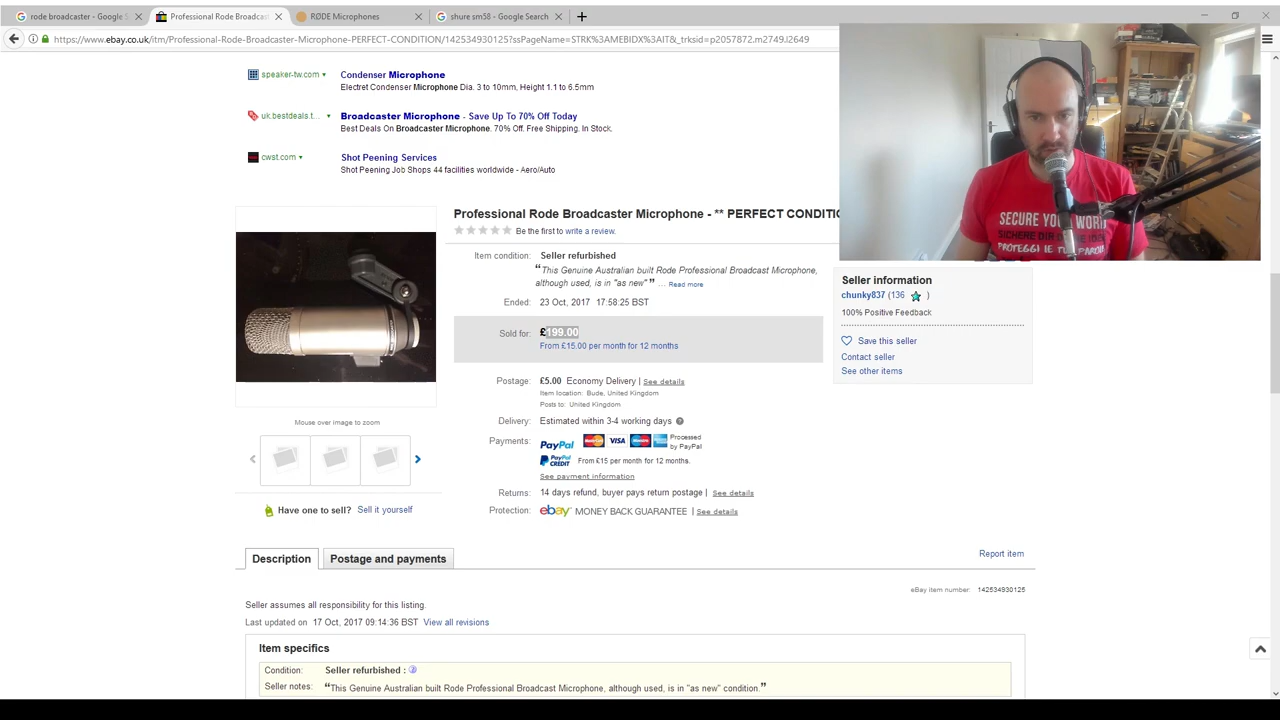 rode broadcaster - Google S
Professional Rode Broadcast
RØDE Microphones
shure sm58 - Google Search
https://www.ebay.co.uk/itm/Professional-Rode-Broadcaster-Microphone-PERFECT-CONDITION/142534930125?ssPageName=STRK%3AMEBIDX%3AIT&_trksid=p2057872.m2749.l2649
speaker-tw.com
Condenser Microphone
Electret Condenser Microphone Dia. 3 to 10mm, Height 1.1 to 6.5mm
uk.bestdeals.t...
Broadcaster Microphone - Save Up To 70% Off Today
Best Deals On Broadcaster Microphone. 70% Off. Free Shipping. In Stock.
cwst.com
Shot Peening Services
Shot Peening Job Shops 44 facilities worldwide - Aero/Auto
Professional Rode Broadcaster Microphone - ** PERFECT CONDITIO
Be the first to write a review.
Item condition: Seller refurbished
"This Genuine Australian built Rode Professional Broadcast Microphone,
although used, is in "as new"" ... Read more
Ended: 23 Oct, 2017 17:58:25 BST
Sold for: £199.00
From £15.00 per month for 12 months
Postage: £5.00 Economy Delivery | See details
Item location: Bude, United Kingdom
Posts to: United Kingdom
Delivery: Estimated within 3-4 working days
Payments: PayPal VISA Processed
by PayPal
PayPal CREDIT From £15 per month for 12 months.
See payment information
Returns: 14 days refund, buyer pays return postage | See details
Protection: ebay MONEY BACK GUARANTEE | See details
Mouse over image to zoom
Have one to sell? Sell it yourself
SECURE YOUR WORK
SICHERE DIR
PROTEGGI IL TUO
Seller information
chunky837 (136 )
100% Positive Feedback
Save this seller
Contact seller
See other items
Description
Postage and payments
Report item
eBay item number: 142534930125
Seller assumes all responsibility for this listing.
Last updated on 17 Oct, 2017 09:14:36 BST View all revisions
Item specifics
Condition: Seller refurbished :
Seller notes: "This Genuine Australian built Rode Professional Broadcast Microphone, although used, is in "as new" condition."